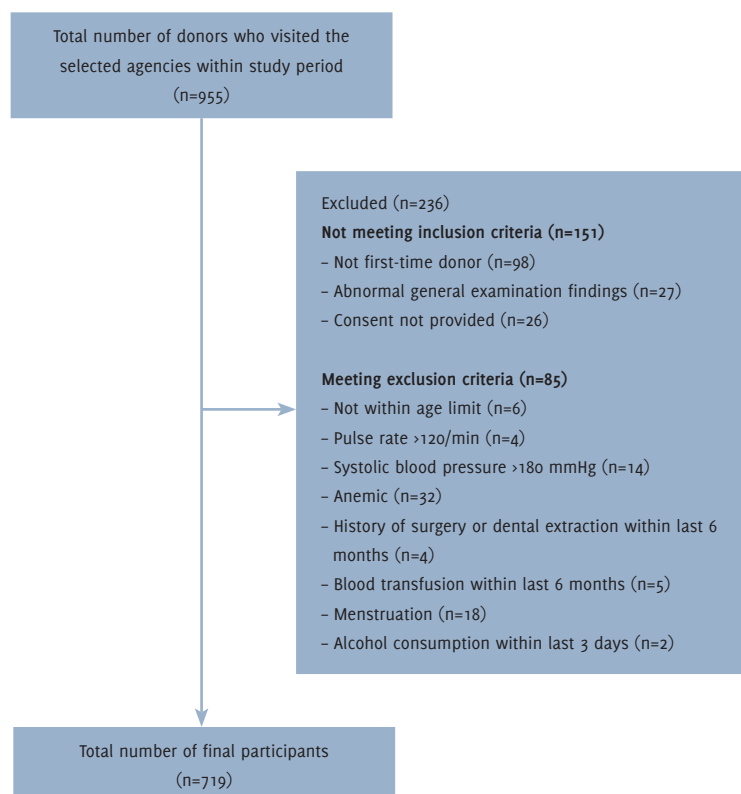 Total number of donors who visited the
selected agencies within study period
(n=955)
Excluded (n=236)
Not meeting inclusion criteria (n=151)
– Not first-time donor (n=98)
– Abnormal general examination findings (n=27)
– Consent not provided (n=26)
Meeting exclusion criteria (n=85)
– Not within age limit (n=6)
– Pulse rate >120/min (n=4)
– Systolic blood pressure >180 mmHg (n=14)
– Anemic (n=32)
– History of surgery or dental extraction within last 6
months (n=4)
– Blood transfusion within last 6 months (n=5)
– Menstruation (n=18)
– Alcohol consumption within last 3 days (n=2)
Total number of final participants
(n=719)